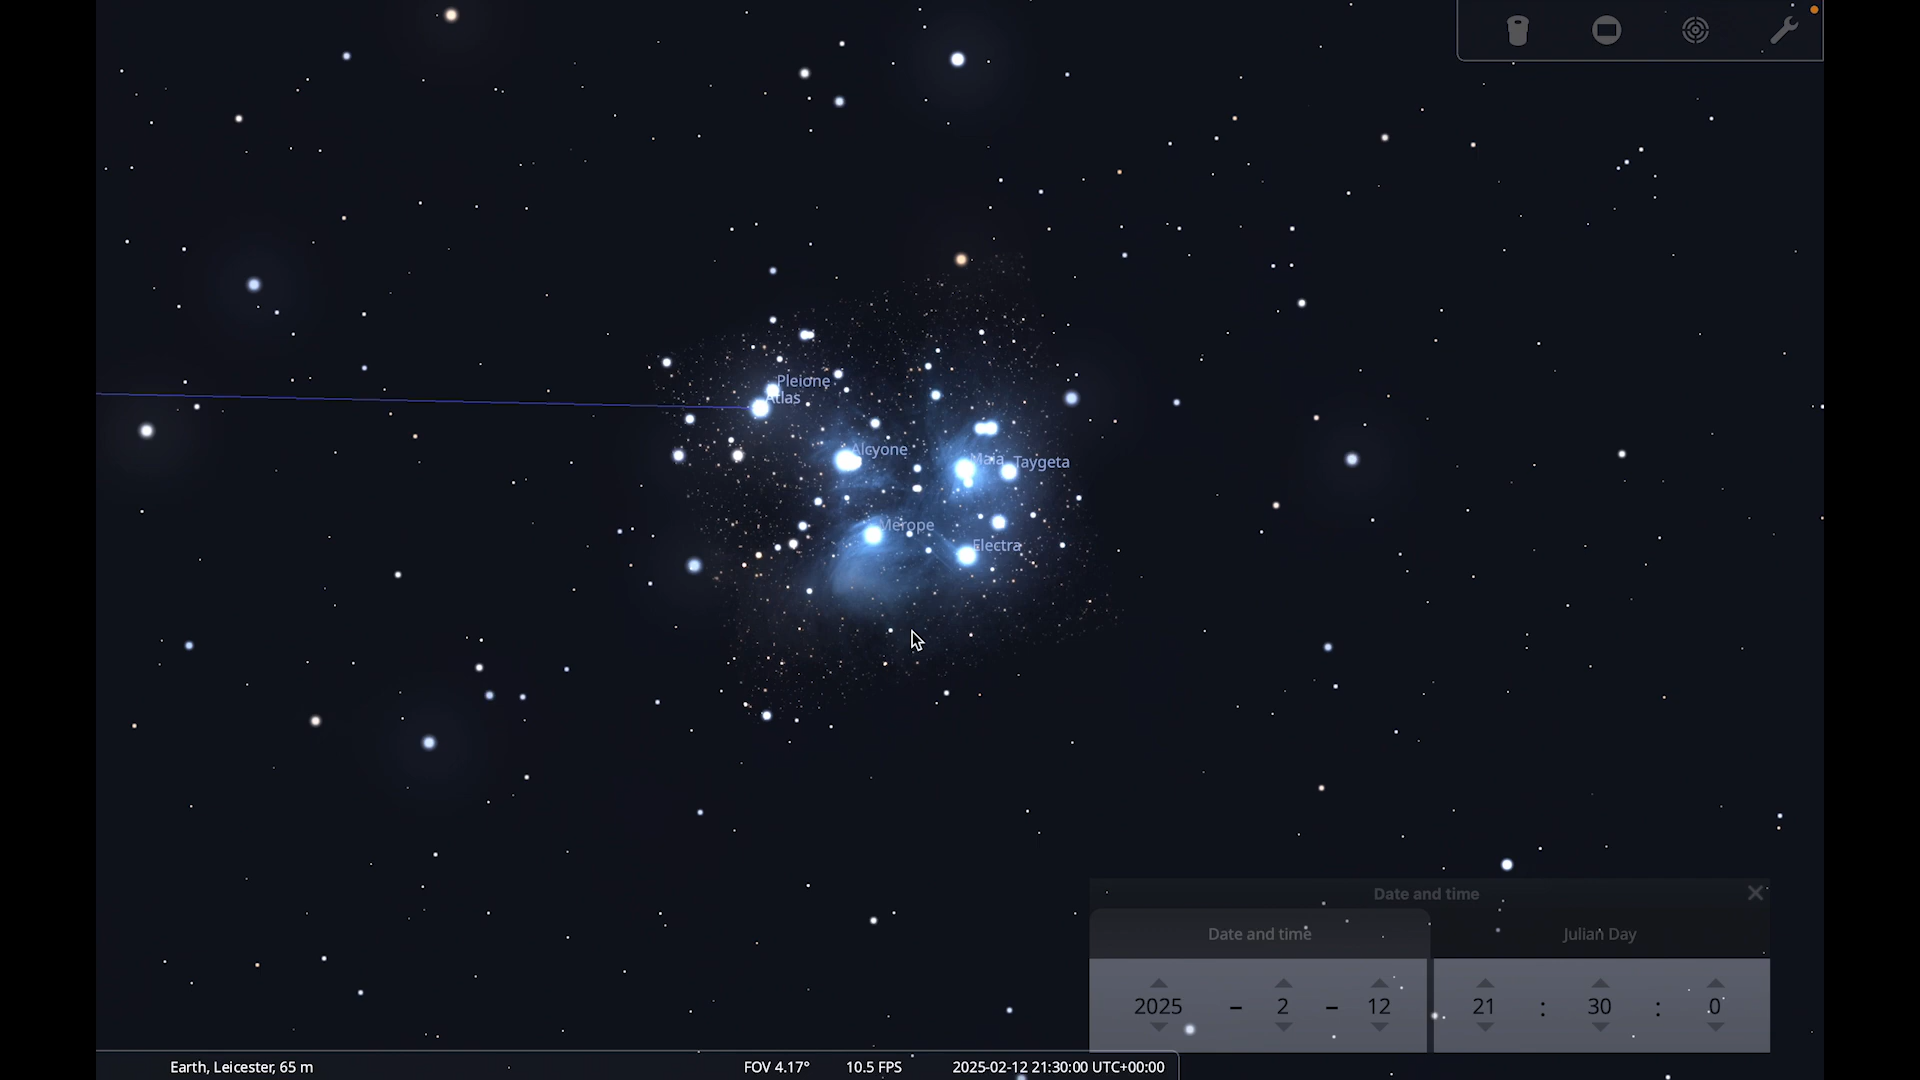 Pleione
Atlas
Alcyone
Maia
Taygeta
Merope
Electra
Date and time
Date and time
Julian Day
2025 - 2 - 12 21 : 30 : 0
Earth, Leicester, 65 m
FOV 4.17°
10.5 FPS
2025-02-12 21:30:00 UTC+00:00